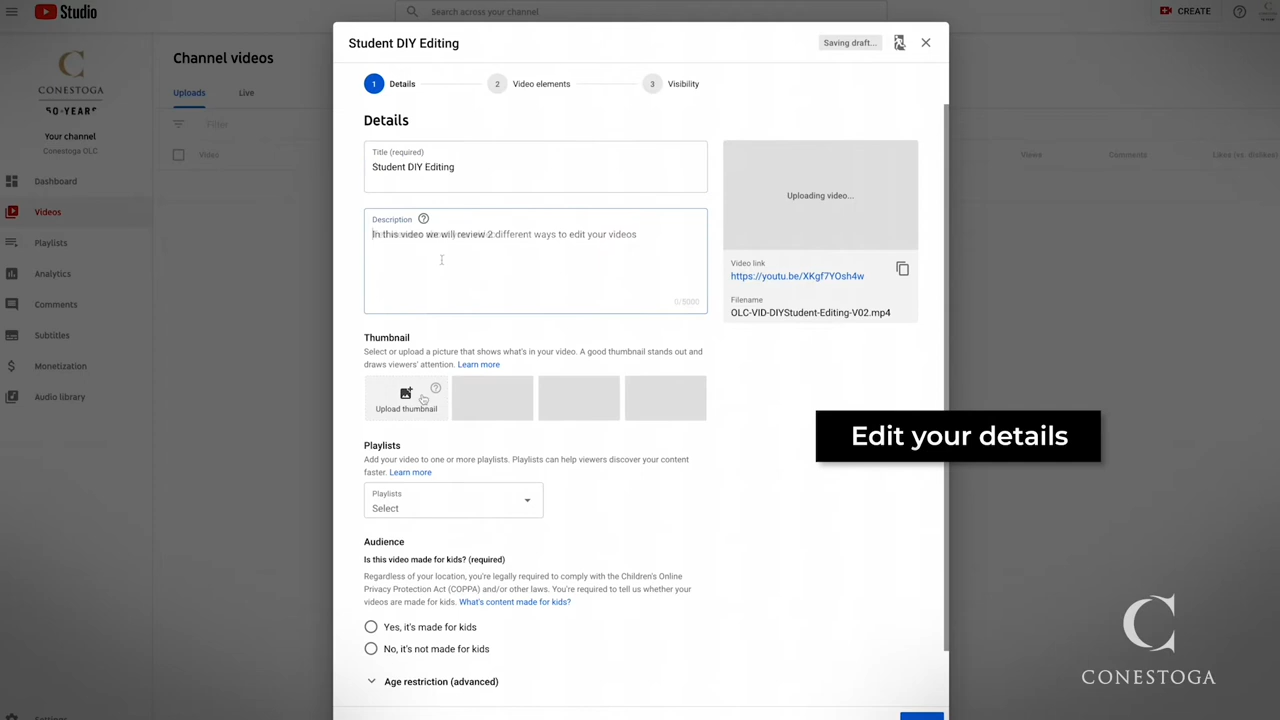 Studio
Search across your channel
CREATE
CONESTOGA
50 YEARS
Your channel
Conestoga OLC
Dashboard
Videos
Playlists
Analytics
Comments
Subtitles
Monetization
Audio library
Settings
Channel videos
Uploads
Live
Filter
Video
Views
Comments
Likes (vs. dislikes)
Student DIY Editing
Saving draft...
1 Details
2 Video elements
3 Visibility
Details
Title (required)
Student DIY Editing
Description
In this video we will review 2 different ways to edit your videos
0/5000
Uploading video...
Video link
https://youtu.be/XKgf7YOsh4w
Filename
OLC-VID-DIYStudent-Editing-V02.mp4
Thumbnail
Select or upload a picture that shows what's in your video. A good thumbnail stands out and
draws viewers' attention. Learn more
Upload thumbnail
Playlists
Add your video to one or more playlists. Playlists can help viewers discover your content
faster. Learn more
Playlists
Select
Audience
Is this video made for kids? (required)
Regardless of your location, you're legally required to comply with the Children's Online
Privacy Protection Act (COPPA) and/or other laws. You're required to tell us whether your
videos are made for kids. What's content made for kids?
Yes, it's made for kids
No, it's not made for kids
Age restriction (advanced)
Edit your details
CONESTOGA